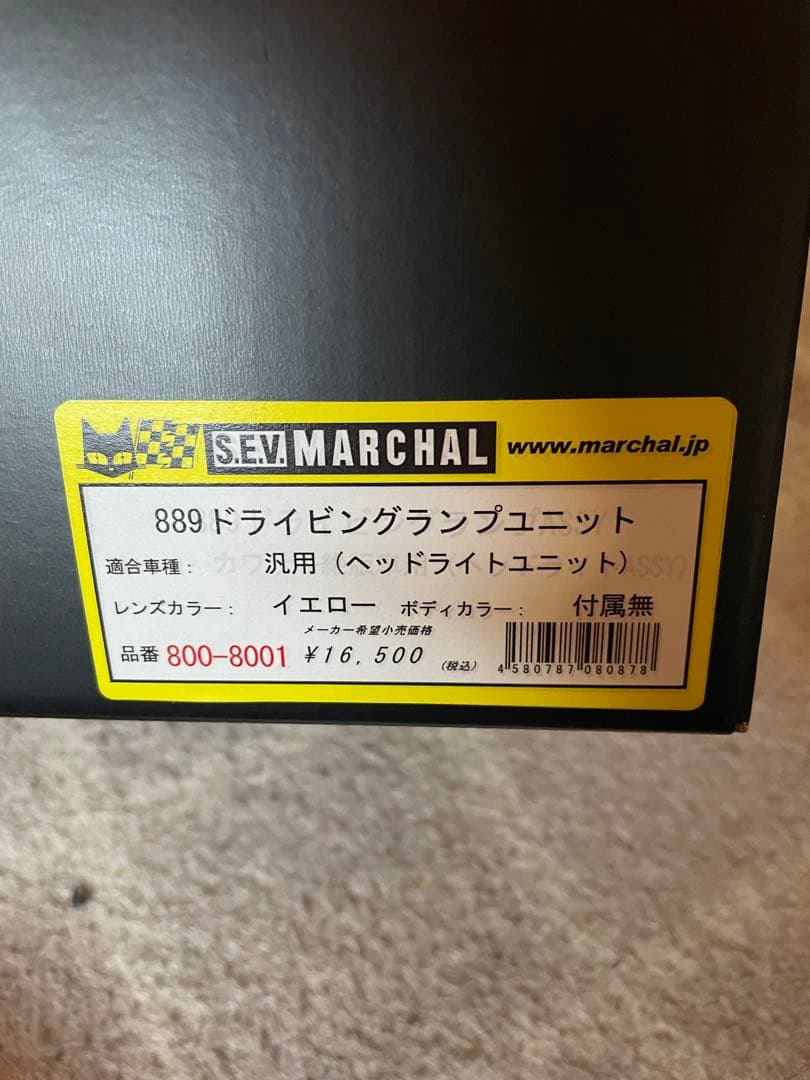 S.E.V. MARCHAL www.marchal.jp
889ドライビングランプユニット
適合車種： 汎用（ヘッドライトユニット）
レンズカラー： イエロー ボディカラー： 付属無
メーカー希望小売価格
品番 800-8001 ¥16,500 (税込)
4 580787 080878